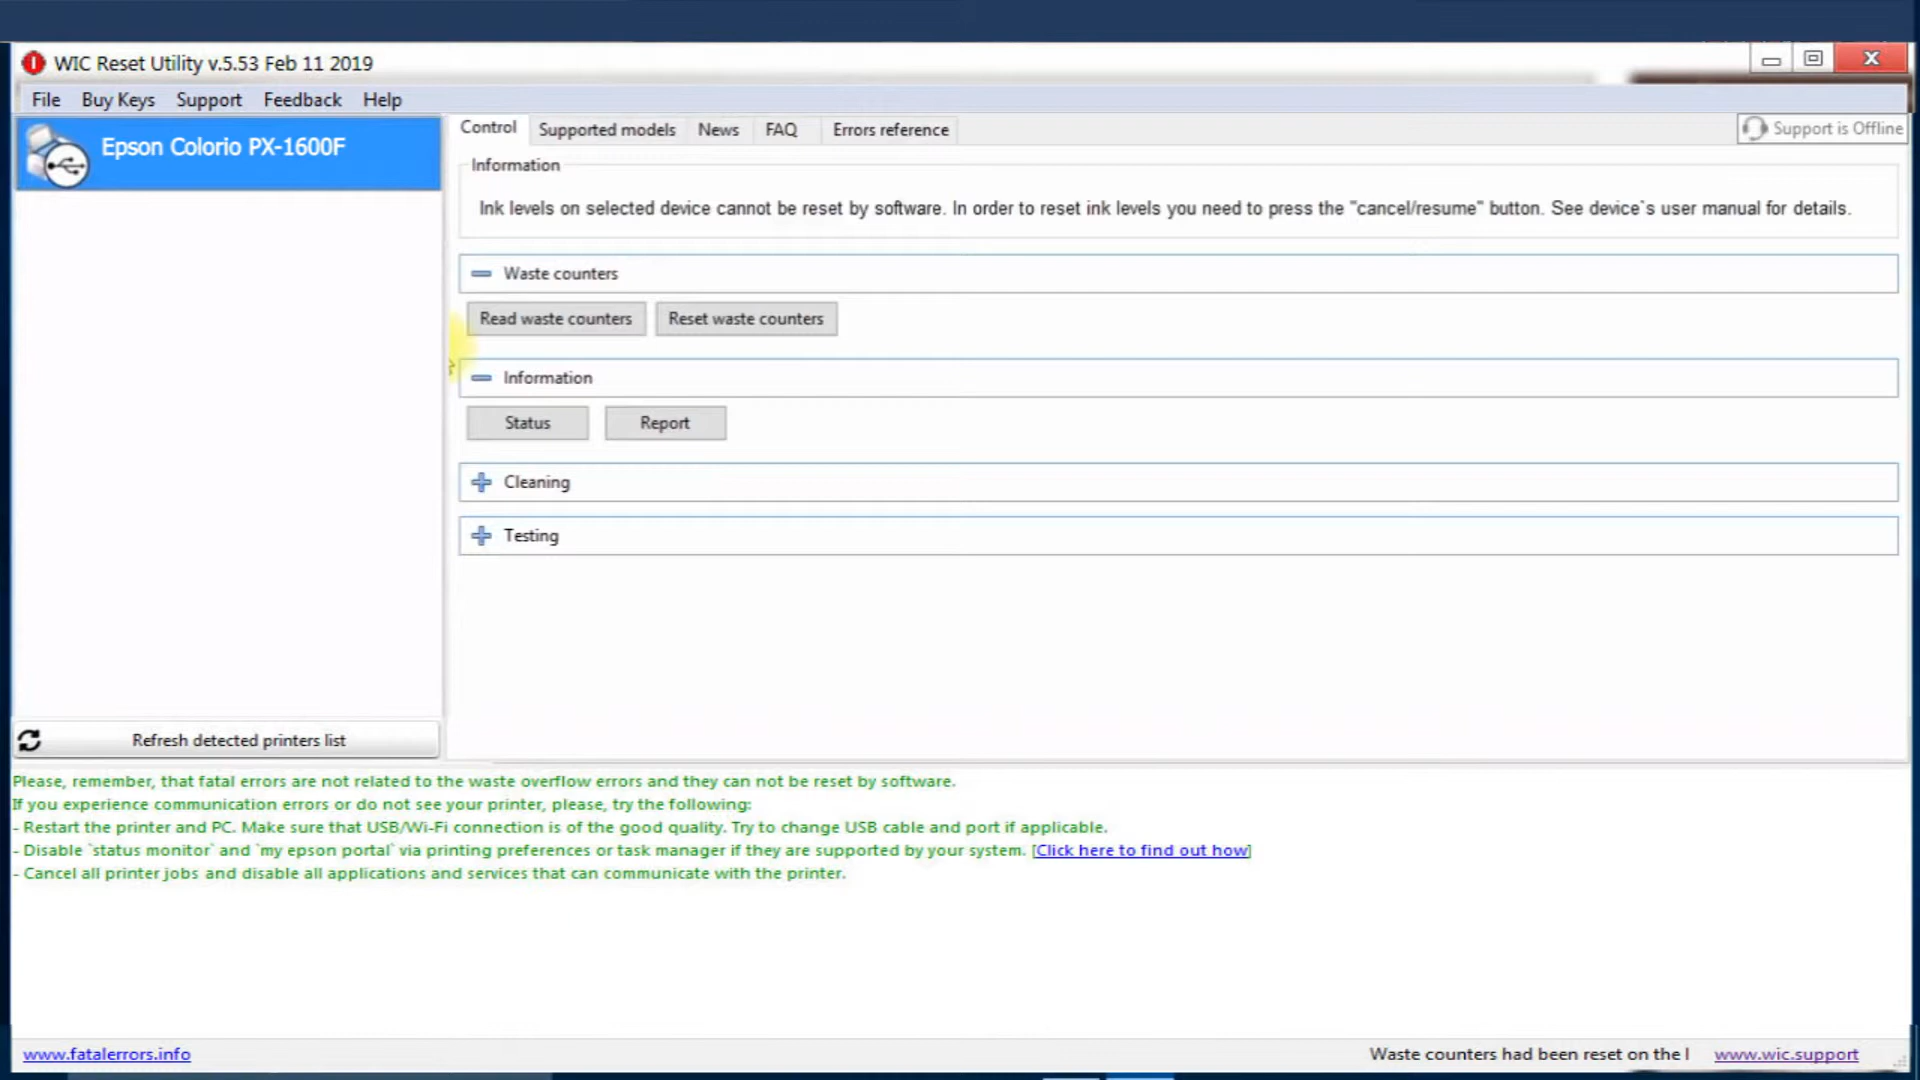 WIC Reset Utility v.5.53 Feb 11 2019
File Buy Keys Support Feedback Help
Epson Colorio PX-1600F
Control Supported models News FAQ Errors reference
Support is Offline
Information
Ink levels on selected device cannot be reset by software. In order to reset ink levels you need to press the "cancel/resume" button. See device`s user manual for details.
Waste counters
Read waste counters Reset waste counters
Information
Status Report
Cleaning
Testing
Refresh detected printers list
Please, remember, that fatal errors are not related to the waste overflow errors and they can not be reset by software.
If you experience communication errors or do not see your printer, please, try the following:
- Restart the printer and PC. Make sure that USB/Wi-Fi connection is of the good quality. Try to change USB cable and port if applicable.
- Disable `status monitor` and `my epson portal` via printing preferences or task manager if they are supported by your system. [Click here to find out how]
- Cancel all printer jobs and disable all applications and services that can communicate with the printer.
www.fatalerrors.info
Waste counters had been reset on the l www.wic.support